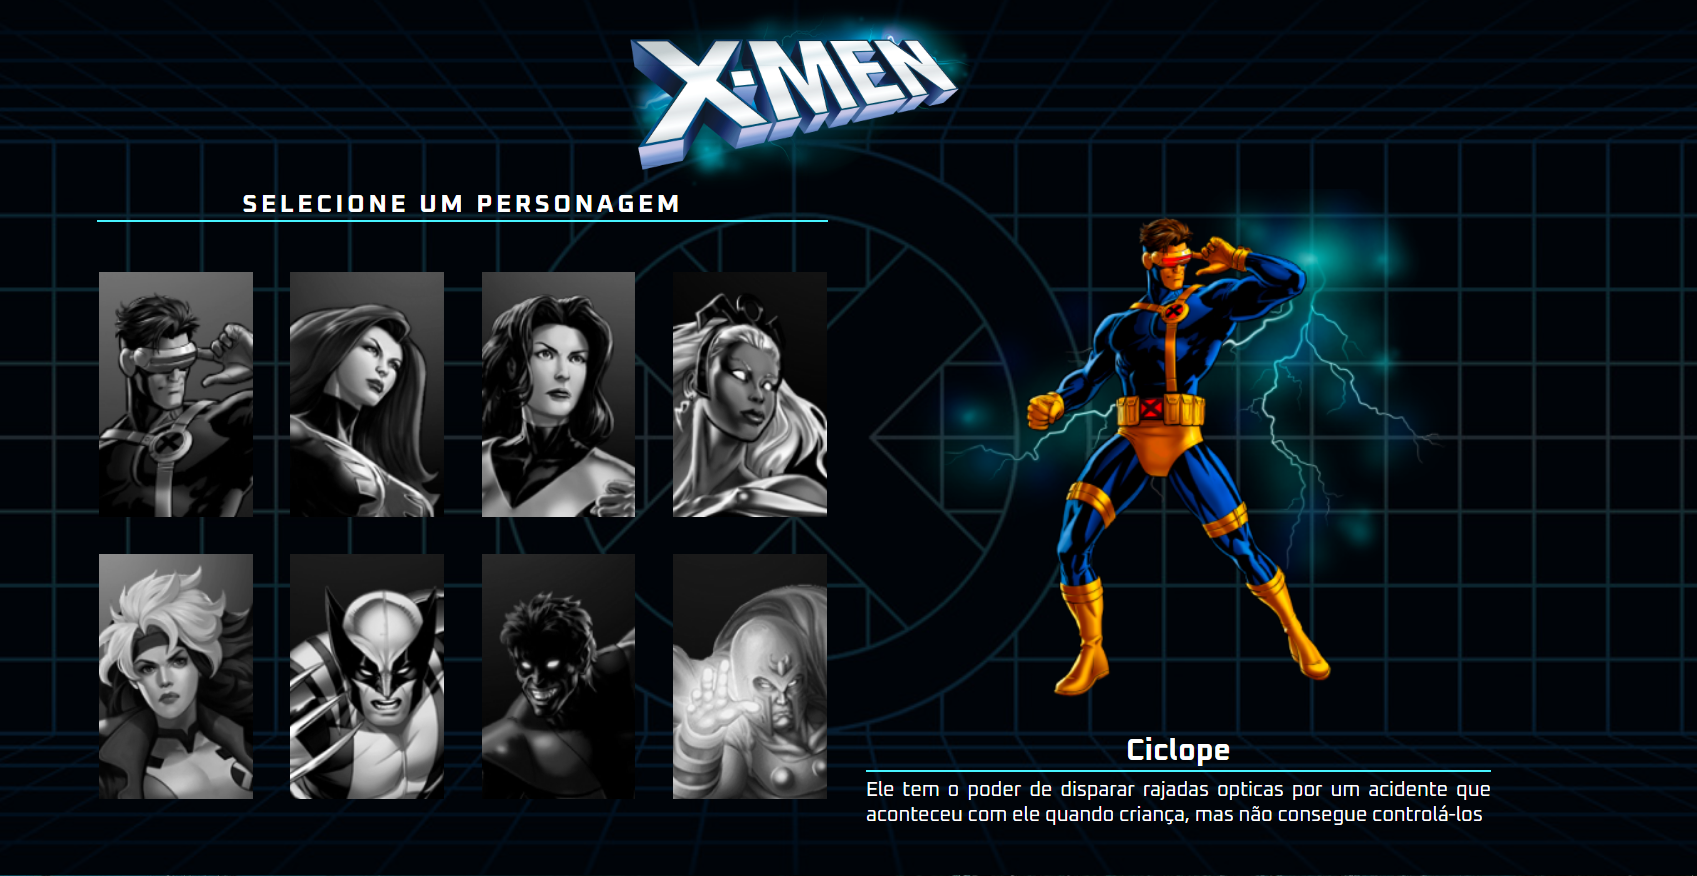 X-MEN
SELECIONE UM PERSONAGEM
Ciclope
Ele tem o poder de disparar rajadas opticas por um acidente que
aconteceu com ele quando criança, mas não consegue controlá-los